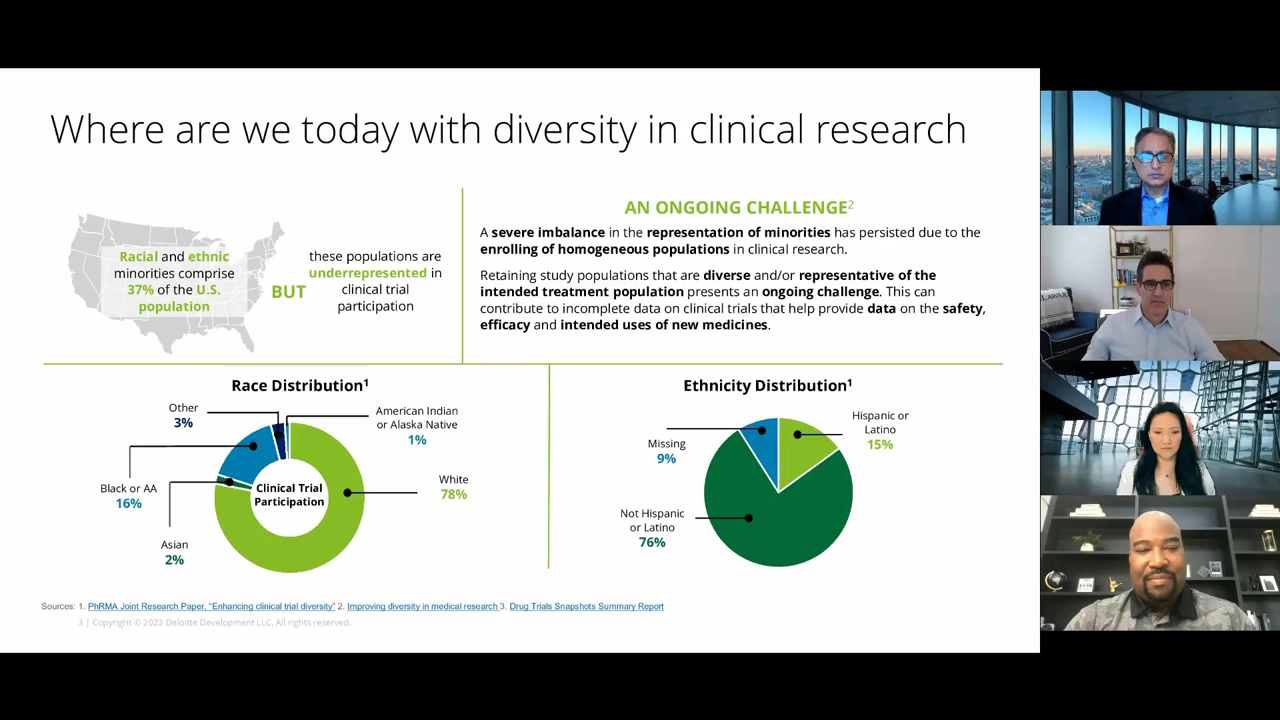 Where are we today with diversity in clinical research
Racial and ethnic
minorities comprise
37% of the U.S.
population
BUT
these populations are
underrepresented in
clinical trial
participation
AN ONGOING CHALLENGE2
A severe imbalance in the representation of minorities has persisted due to the
enrolling of homogeneous populations in clinical research.
Retaining study populations that are diverse and/or representative of the
intended treatment population presents an ongoing challenge. This can
contribute to incomplete data on clinical trials that help provide data on the safety,
efficacy and intended uses of new medicines.
Race Distribution1
Other
3%
American Indian
or Alaska Native
1%
Black or AA
16%
Clinical Trial
Participation
White
78%
Asian
2%
Ethnicity Distribution1
Hispanic or
Latino
15%
Missing
9%
Not Hispanic
or Latino
76%
Sources: 1. PhRMA Joint Research Paper, "Enhancing clinical trial diversity" 2. Improving diversity in medical research 3. Drug Trials Snapshots Summary Report
3 | Copyright © 2023 Deloitte Development LLC. All rights reserved.